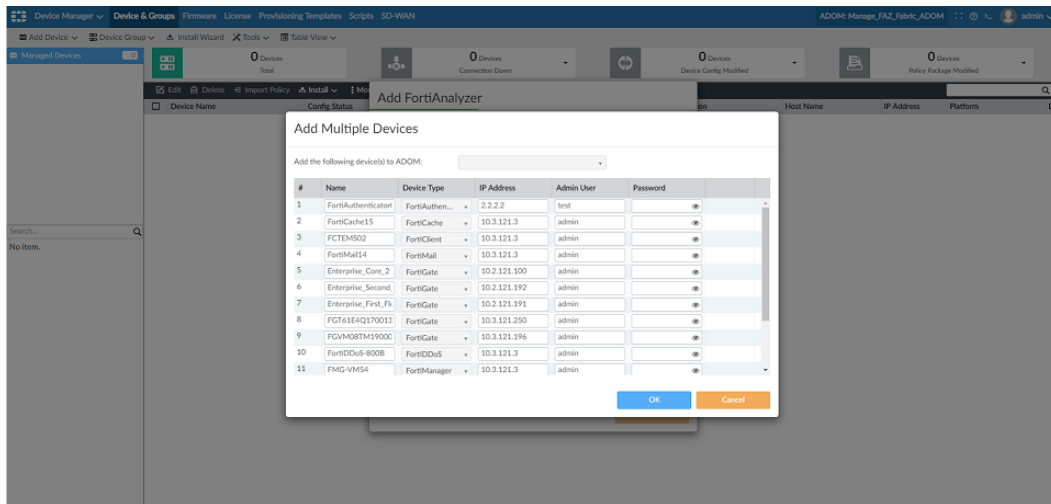 Device Manager Device & Groups Firmware License Provisioning Templates Scripts SD-WAN ADOM: Manage_FAZ_Fabric_ADOM admin
Add Device Device Group Install Wizard Tools Table View
Managed Devices
0 Devices
Total
0 Devices
Connection Down
0 Devices
Device Config Modified
0 Devices
Policy Package Modified
Edit Delete Import Policy Install Mo
Device Name Config Status on Host Name IP Address Platform
Add FortiAnalyzer
Add Multiple Devices
Add the following device(s) to ADOM:
# Name Device Type IP Address Admin User Password
1 FortiAuthenticator FortiAuthen... 2.2.2.2 test
2 FortiCache15 FortiCache 10.3.121.3 admin
3 FCTEMS02 FortiClient 10.3.121.3 admin
4 FortiMail14 FortiMail 10.3.121.3 admin
5 Enterprise_Core_2 FortiGate 10.2.121.100 admin
6 Enterprise_Second_ FortiGate 10.2.121.192 admin
7 Enterprise_First_Fl FortiGate 10.2.121.191 admin
8 FGT61E4Q170013 FortiGate 10.3.121.250 admin
9 FGVM08TM1900 FortiGate 10.3.121.196 admin
10 FortiDDoS-800B FortiDDoS 10.3.121.3 admin
11 FMG-VM54 FortiManager 10.3.121.3 admin
Search...
No item.
OK Cancel